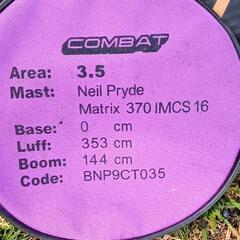 COMBAT
Area: 3.5
Mast: Neil Pryde
Matrix 370 IMCS 16
Base: 0 cm
Luff: 353 cm
Boom: 144 cm
Code: BNP9CT035